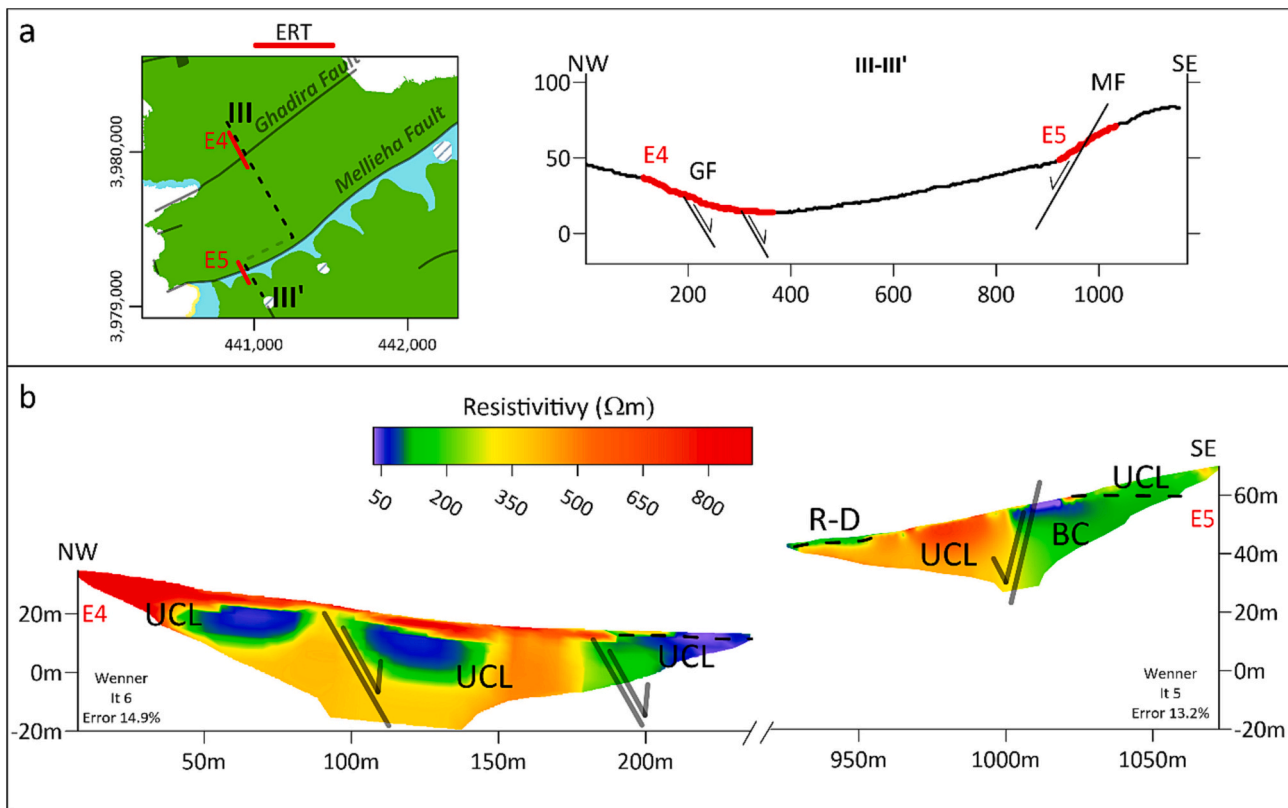 a
ERT
III
E4
Ghadira Fault
Mellieha Fault
E5
III'
3,980,000
3,979,000
441,000
442,000
NW
III-III'
SE
100
50
0
E4
GF
E5
MF
200
400
600
800
1000
b
Resistivitivy (Ωm)
50
200
350
500
650
800
NW
20m
0m
-20m
E4
UCL
UCL
UCL
Wenner
It 6
Error 14.9%
50m
100m
150m
200m
R-D
UCL
BC
UCL
SE
60m
E5
40m
20m
0m
-20m
Wenner
It 5
Error 13.2%
950m
1000m
1050m